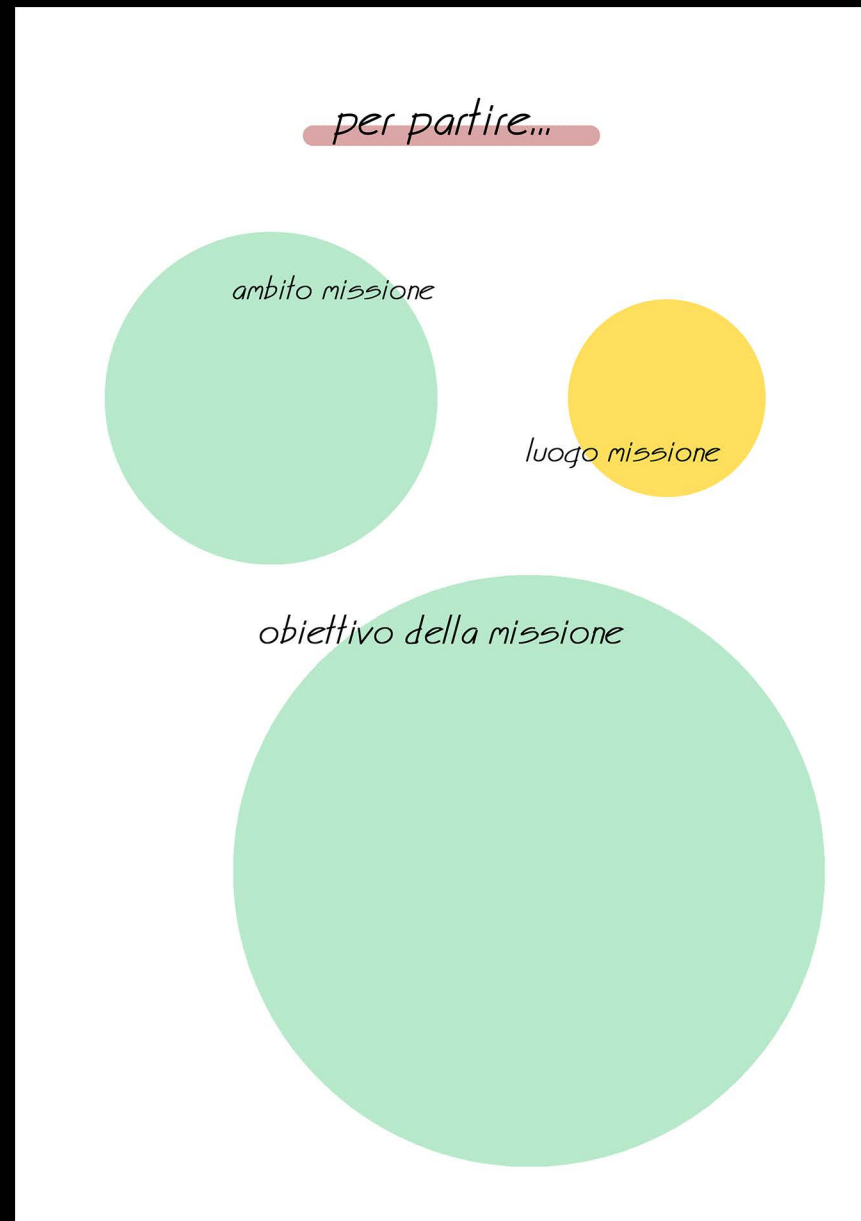 per partire...
ambito missione
luogo missione
obiettivo della missione